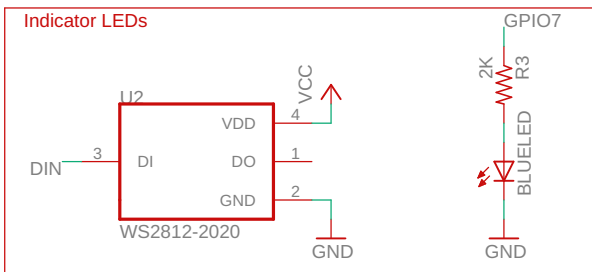 Indicator LEDs
GPIO7
2K
R3
VCC
U2
VDD
4
DIN
3
DI
DO
1
BLUELED
GND
2
WS2812-2020
GND
GND